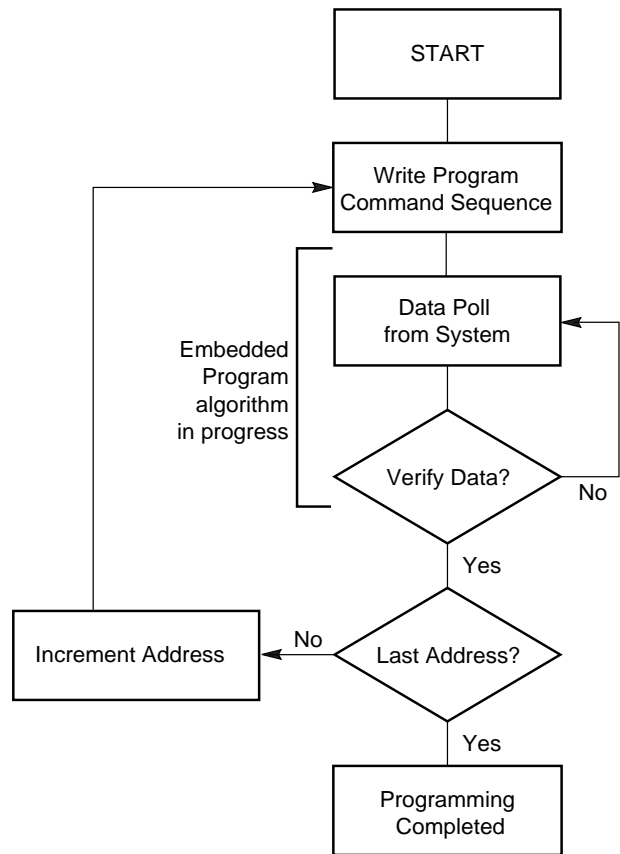 START
Write Program
Command Sequence
Data Poll
from System
Embedded
Program
algorithm
in progress
Verify Data?
No
Yes
Increment Address
No
Last Address?
Yes
Programming
Completed